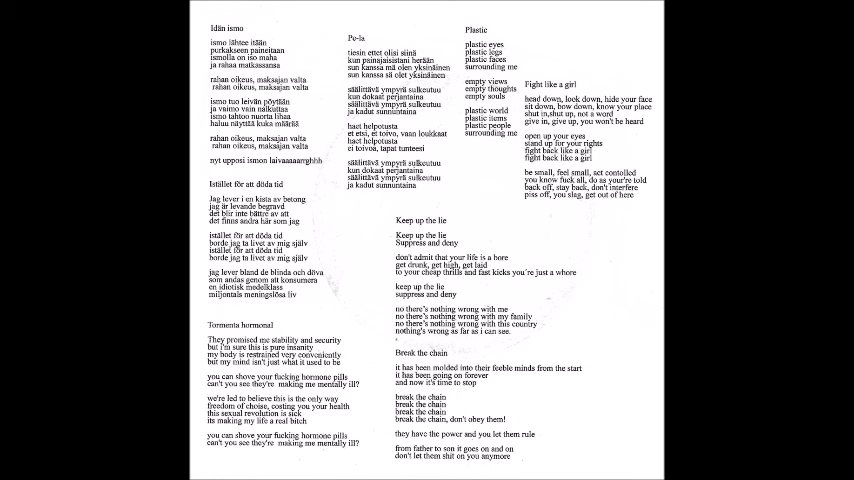 Idän ismo
ismo lähtee itään
purkakseen paineitaan
ismolla on iso maha
ja rahaa matkassansa
rahan oikeus, maksajan valta
rahan oikeus, maksajan valta
ismo tuo leivän pöytään
ja vaimo vain nalkuttaa
ismo tahtoo nuorta lihaa
haluu näyttää kuka määrää
rahan oikeus, maksajan valta
rahan oikeus, maksajan valta
nyt upposi ismon laivaaaaarrghhh
Istället för att döda tid
Jag lever i en kista av betong
jag är levande begravd
det blir inte bättre av att
det finns andra här som jag
istället för att döda tid
borde jag ta livet av mig själv
istället för att döda tid
borde jag ta livet av mig själv
jag lever bland de blinda och döva
som andas genom att konsumera
en idiotisk medelklass
miljontals meningslösa liv
Tormenta hormonal
They promised me stability and security
but i'm sure this is pure insanity
my body is restrained very conveniently
but my mind isn't just what it used to be
you can shove your fucking hormone pills
can't you see they're making me mentally ill?
we're led to believe this is the only way
freedom of choise, costing you your health
this sexual revolution is sick
its making my life a real bitch
you can shove your fucking hormone pills
can't you see they're making me mentally ill?
Pe-la
tiesin ettet olisi siinä
kun painajaisistani herään
sun kanssa mä olen yksinäinen
sun kanssa sä olet yksinäinen
säälittävä ympyrä sulkeutuu
kun dokaat perjantaina
säälittävä ympyrä sulkeutuu
ja kadut sunnuntaina
haet helpotusta
et etsi, ei toivo, vaan loukkaat
haet helpotusta
ei toivoa, tapat tunteesi
säälittävä ympyrä sulkeutuu
kun dokaat perjantaina
säälittävä ympyrä sulkeutuu
ja kadut sunnuntaina
Plastic
plastic eyes
plastic legs
plastic faces
surrounding me
empty views
empty thoughts
empty souls
plastic world
plastic items
plastic people
surrounding me
Fight like a girl
head down, look down, hide your face
sit down, bow down, know your place
shut in,shut up, not a word
give in, give up, you won't be heard
open up your eyes
stand up for your rights
fight back like a girl
fight back like a girl
be small, feel small, act contolled
you know fuck all, do as your're told
back off, stay back, don't interfere
piss off, you slag, get out of here
Keep up the lie
Keep up the lie
Suppress and deny
don't admit that your life is a bore
get drunk, get high, get laid
to your cheap thrills and fast kicks you're just a whore
keep up the lie
suppress and deny
no there's nothing wrong with me
no there's nothing wrong with my family
no there's nothing wrong with this country
nothing's wrong as far as i can see.
Break the chain
it has been molded into their feeble minds from the start
it has been going on forever
and now it's time to stop
break the chain
break the chain
break the chain
break the chain, don't obey them!
they have the power and you let them rule
from father to son it goes on and on
don't let them shit on you anymore